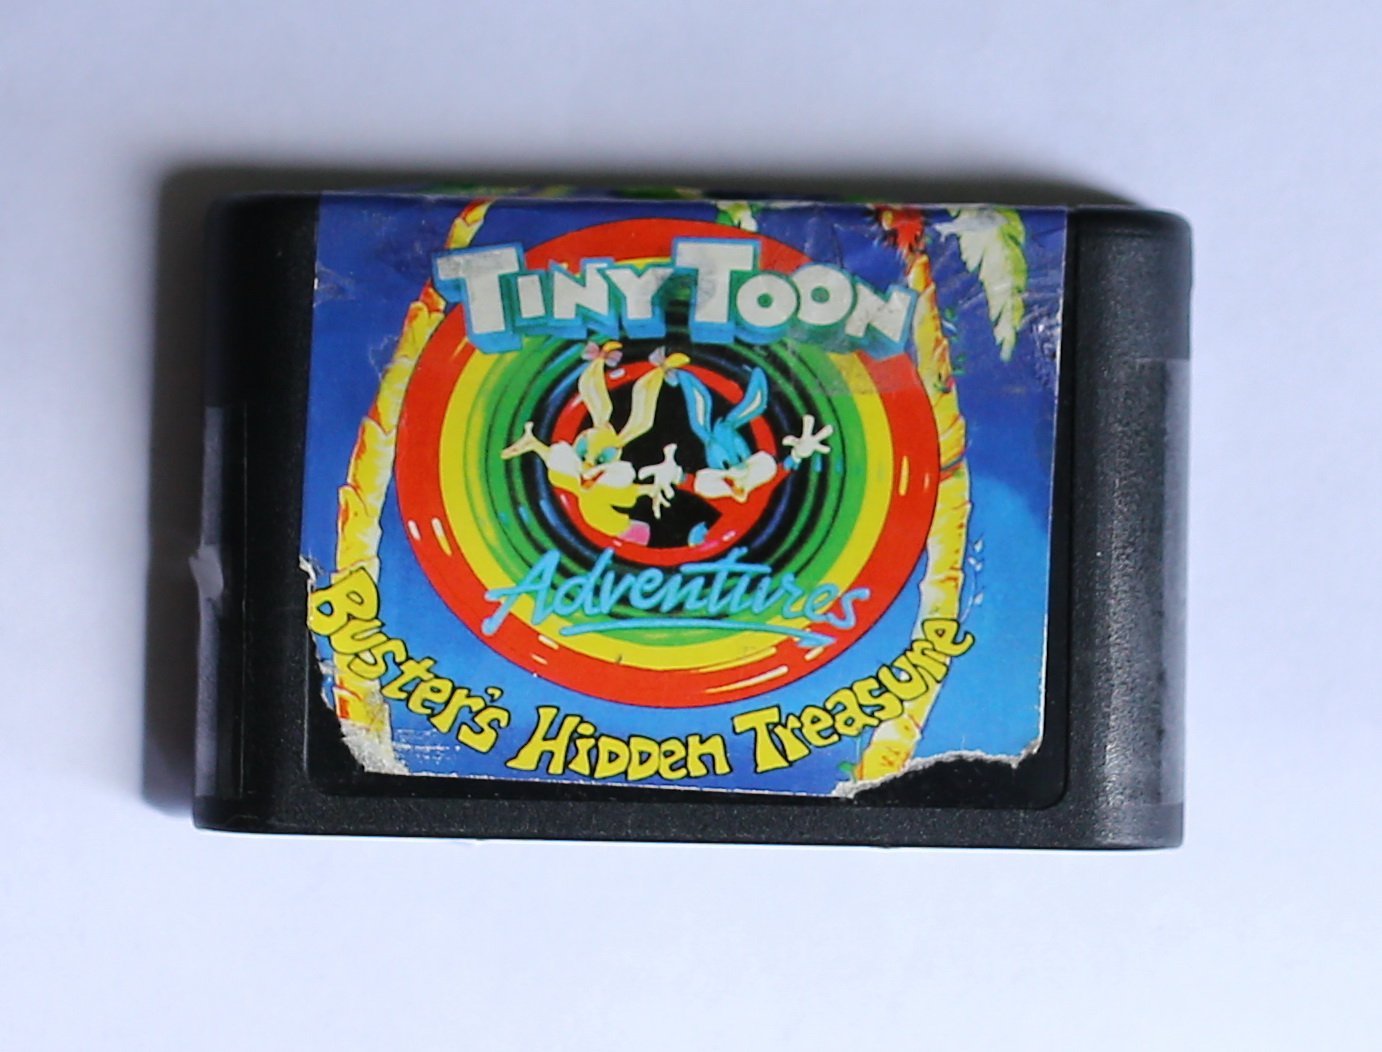 Tiny Toon
Adventures
Buster's Hidden Treasure